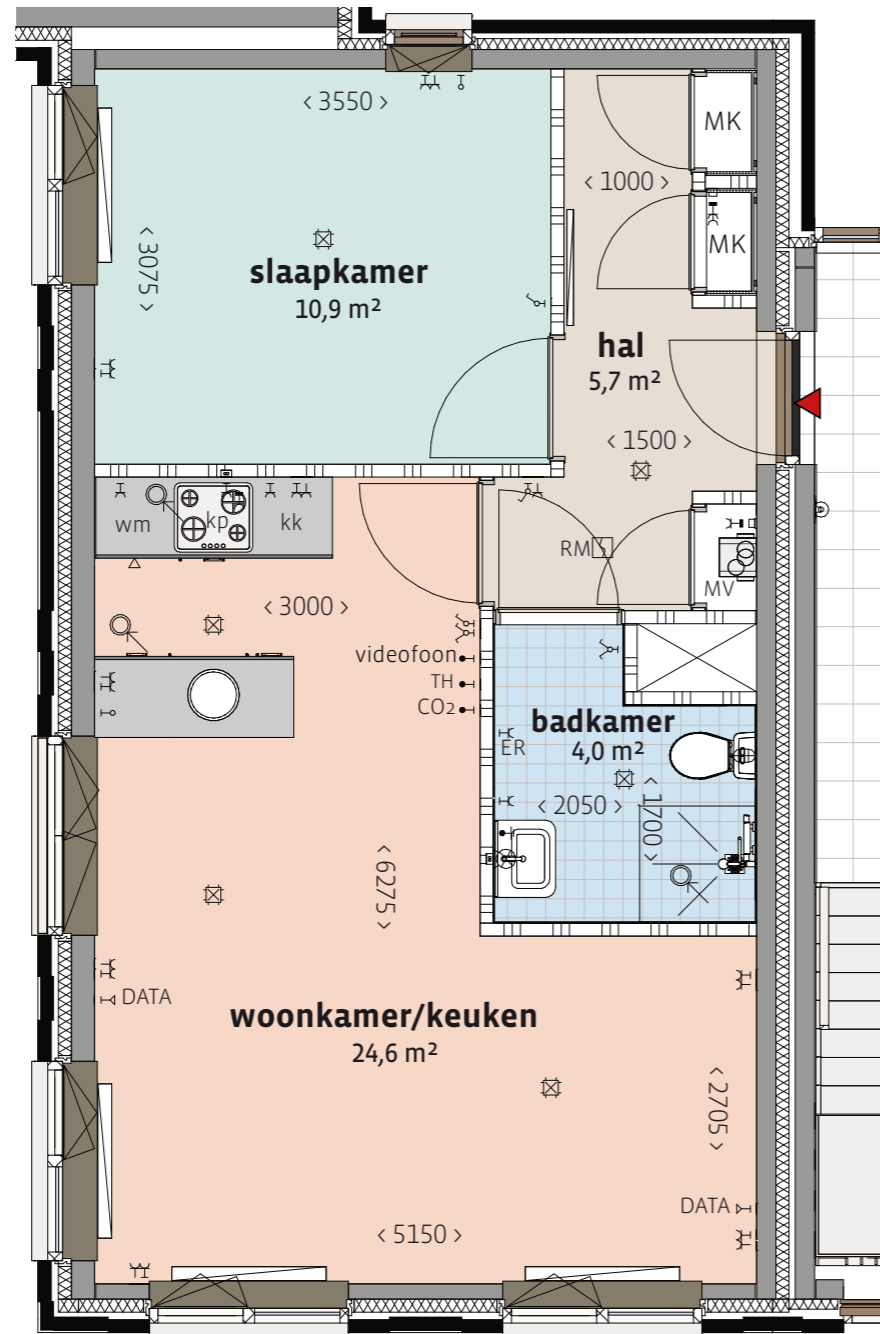 < 3550 >
MK
< 1000 >
MK
< 3075 >
slaapkamer
10,9 m²
hal
5,7 m²
< 1500 >
wm
kp
kk
RM
MV
< 3000 >
videofoon
TH
CO2
badkamer
4,0 m²
ER
< 2050 >
< 1700 >
< 6275 >
DATA
woonkamer/keuken
24,6 m²
< 2705 >
DATA
< 5150 >